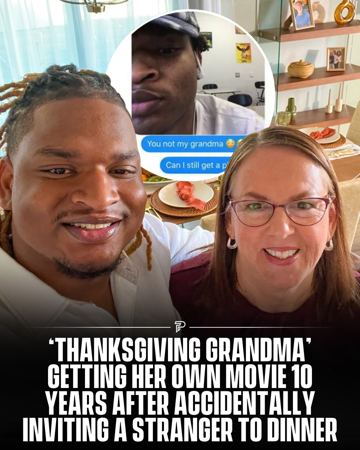 You not my grandma 😳
Can I still get a pl
'THANKSGIVING GRANDMA'
GETTING HER OWN MOVIE 10
YEARS AFTER ACCIDENTALLY
INVITING A STRANGER TO DINNER